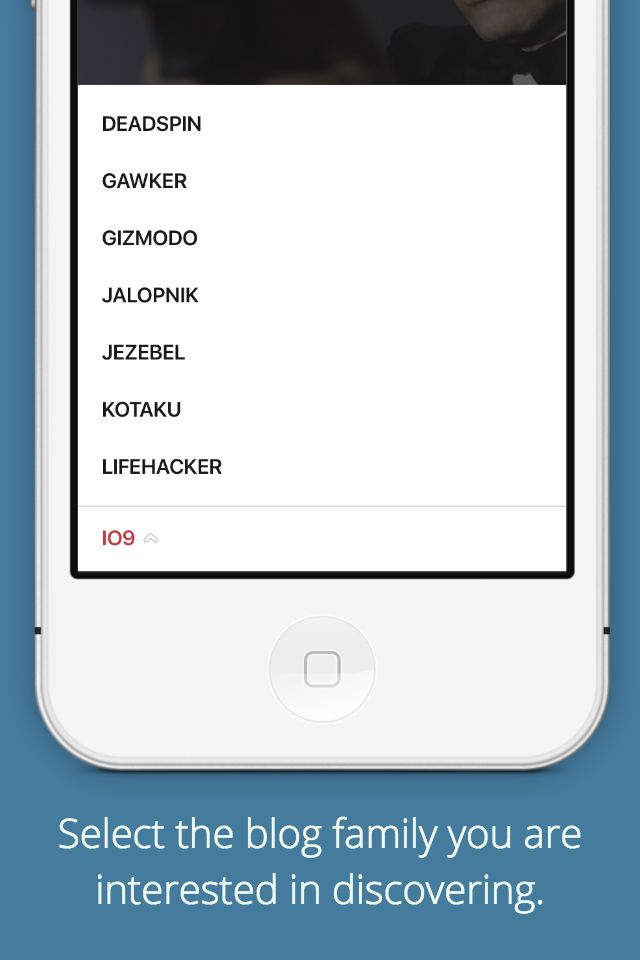 DEADSPIN
GAWKER
GIZMODO
JALOPNIK
JEZEBEL
KOTAKU
LIFEHACKER
IO9
Select the blog family you are
interested in discovering.